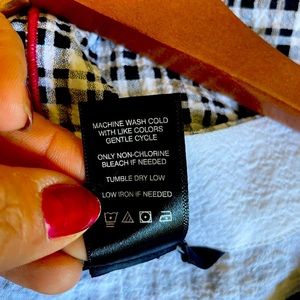 MACHINE WASH COLD
WITH LIKE COLORS
GENTLE CYCLE
ONLY NON-CHLORINE
BLEACH IF NEEDED
TUMBLE DRY LOW
LOW IRON IF NEEDED